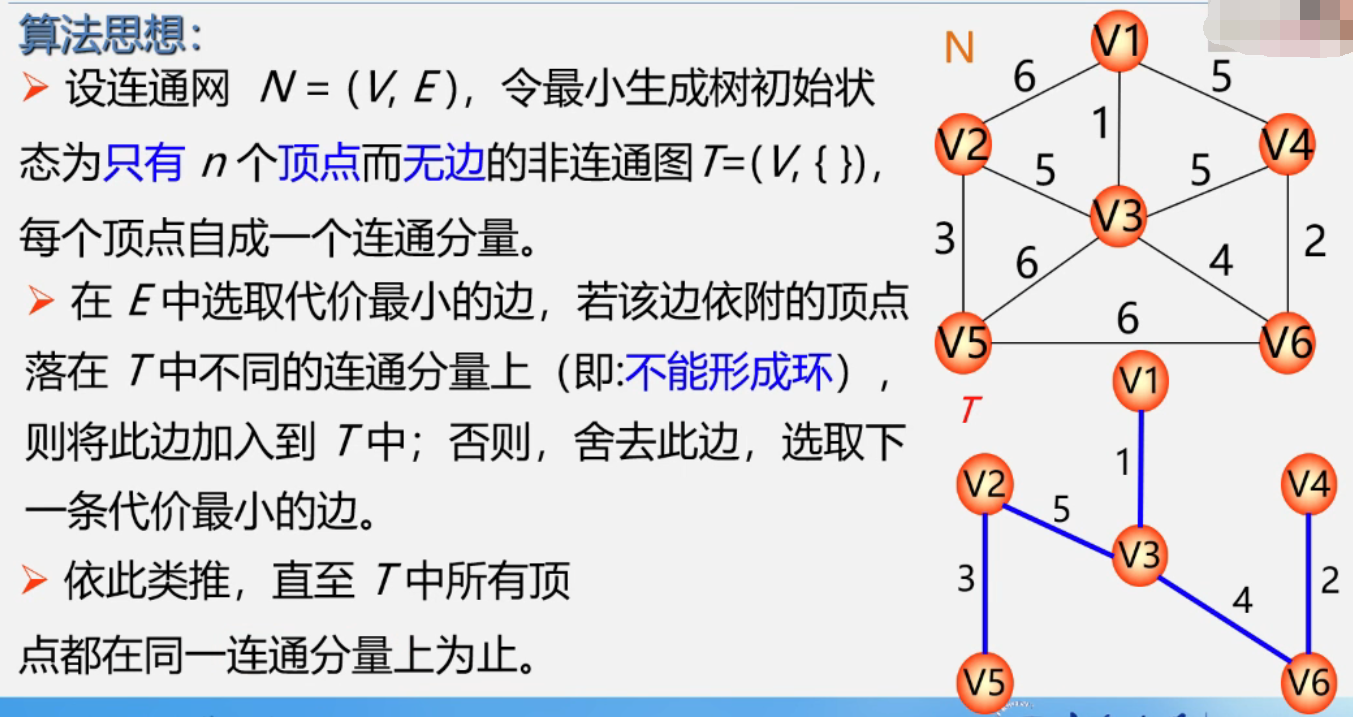 算法思想：
设连通网 N = (V, E)，令最小生成树初始状
态为只有 n 个顶点而无边的非连通图T=(V, { })，
每个顶点自成一个连通分量。
在 E 中选取代价最小的边，若该边依附的顶点
落在 T 中不同的连通分量上（即:不能形成环），
则将此边加入到 T 中；否则，舍去此边，选取下
一条代价最小的边。
依此类推，直至 T 中所有顶
点都在同一连通分量上为止。
N
V1
6
5
1
V2
V4
5
5
V3
3
2
6
4
6
V5
V6
T
V1
1
V2
V4
5
V3
3
2
4
V5
V6